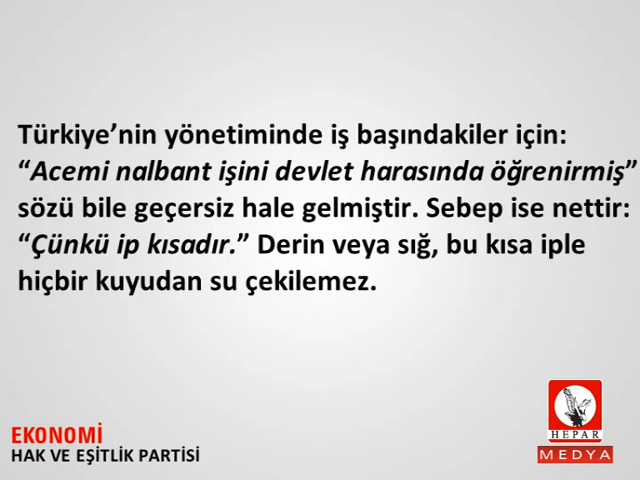 Türkiye’nin yönetiminde iş başındakiler için:
“Acemi nalbant işini devlet harasında öğrenirmiş”
sözü bile geçersiz hale gelmiştir. Sebep ise nettir:
“Çünkü ip kısadır.” Derin veya sığ, bu kısa iple
hiçbir kuyudan su çekilemez.
EKONOMİ
HAK VE EŞİTLİK PARTİSİ
HEPAR
MEDYA